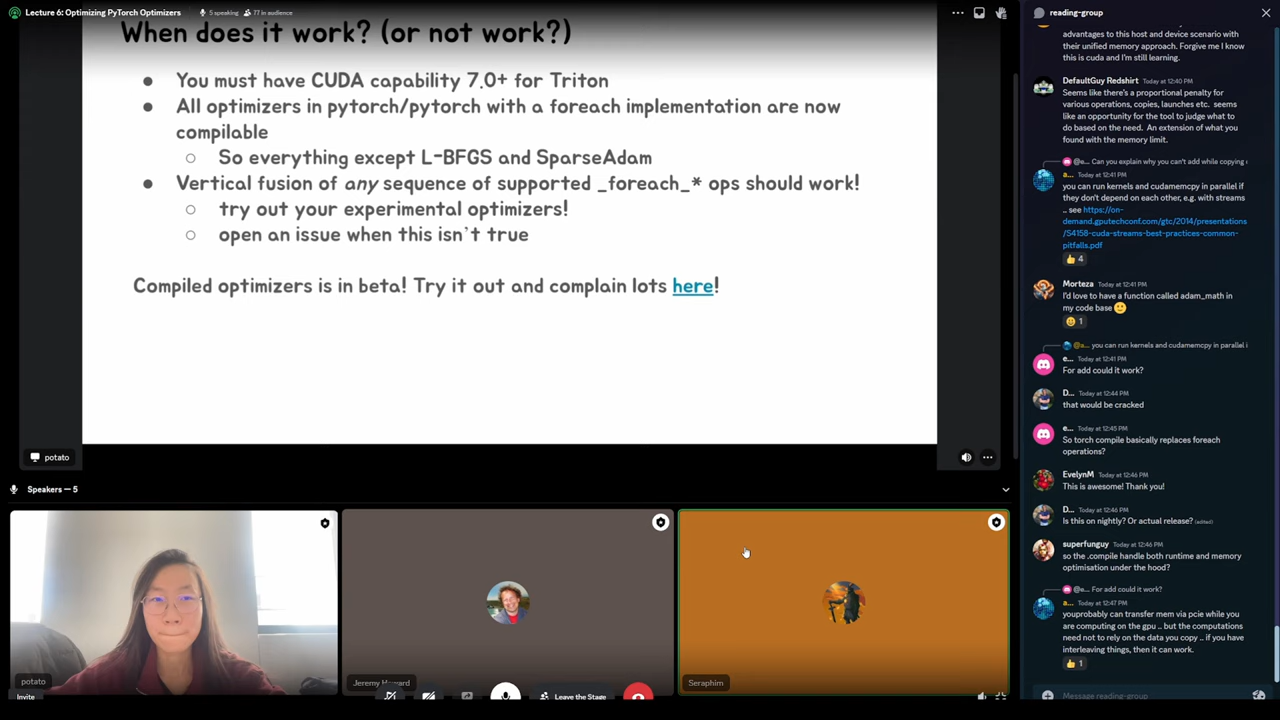 Lecture 6: Optimizing PyTorch Optimizers
5 speaking
77 in audience
When does it work? (or not work?)
● You must have CUDA capability 7.0+ for Triton
● All optimizers in pytorch/pytorch with a foreach implementation are now
compilable
○ So everything except L-BFGS and SparseAdam
● Vertical fusion of any sequence of supported _foreach_* ops should work!
○ try out your experimental optimizers!
○ open an issue when this isn't true
Compiled optimizers is in beta! Try it out and complain lots here!
potato
Speakers — 5
potato
Invite
Jeremy Howard
Seraphim
Leave the Stage
reading-group
advantages to this host and device scenario with
their unified memory approach. Forgive me I know
this is cuda and I'm still learning.
DefaultGuy Redshirt Today at 12:40 PM
Seems like there's a proportional penalty for
various operations, copies, launches etc. seems
like an opportunity for the tool to judge what to
do based on the need. An extension of what you
found with the memory limit.
@e... Can you explain why you can't add while copying
a... Today at 12:41 PM
you can run kernels and cudamemcpy in parallel if
they don't depend on each other, e.g. with streams
.. see https://on-
demand.gputechconf.com/gtc/2014/presentations
/S4158-cuda-streams-best-practices-common-
pitfalls.pdf
👍 4
Morteza Today at 12:41 PM
I'd love to have a function called adam_math in
my code base 🙂
😃 1
@a... you can run kernels and cudamemcpy in parallel i
e... Today at 12:41 PM
For add could it work?
D... Today at 12:44 PM
that would be cracked
e... Today at 12:45 PM
So torch compile basically replaces foreach
operations?
EvelynM Today at 12:46 PM
This is awesome! Thank you!
D... Today at 12:46 PM
Is this on nightly? Or actual release? (edited)
superfunguy Today at 12:46 PM
so the .compile handle both runtime and memory
optimisation under the hood?
@e... For add could it work?
a... Today at 12:47 PM
youprobably can transfer mem via pcie while you
are computing on the gpu .. but the computations
need not to rely on the data you copy .. if you have
interleaving things, then it can work.
👍 1
Message reading-group